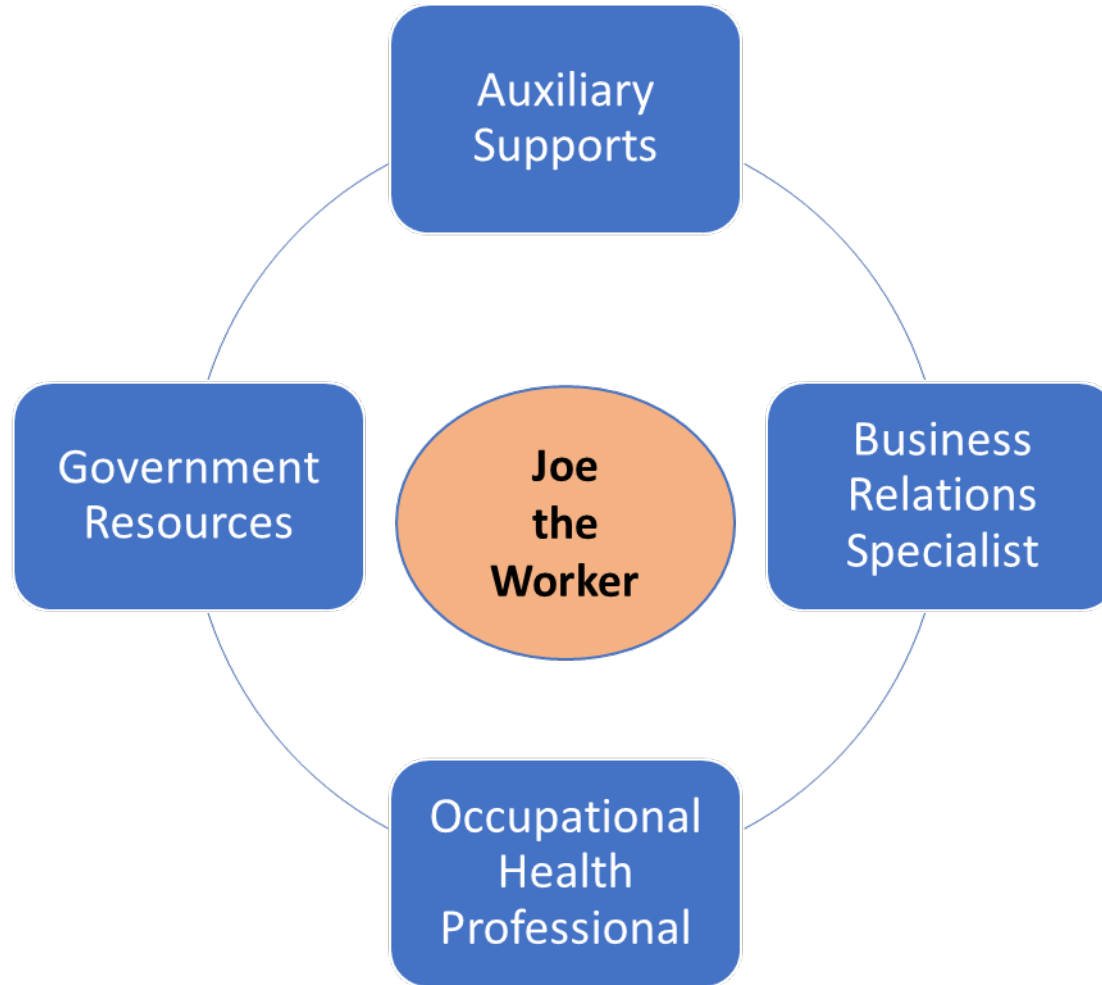 Auxiliary
Supports
Government
Resources
Joe
the
Worker
Business
Relations
Specialist
Occupational
Health
Professional